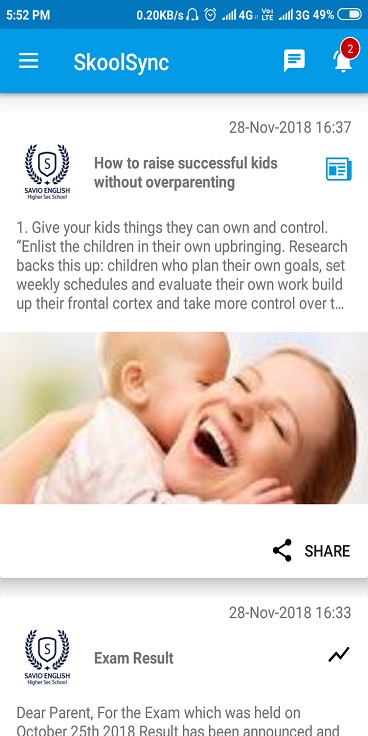 5:52 PM 0.20KB/s 4G VoLTE 3G 49%
SkoolSync
2
28-Nov-2018 16:37
S
SAVIO ENGLISH
Higher Sec School
How to raise successful kids
without overparenting
1. Give your kids things they can own and control.
“Enlist the children in their own upbringing. Research
backs this up: children who plan their own goals, set
weekly schedules and evaluate their own work build
up their frontal cortex and take more control over t...
SHARE
28-Nov-2018 16:33
S
SAVIO ENGLISH
Higher Sec School
Exam Result
Dear Parent, For the Exam which was held on
October 25th 2018 Result has been announced and